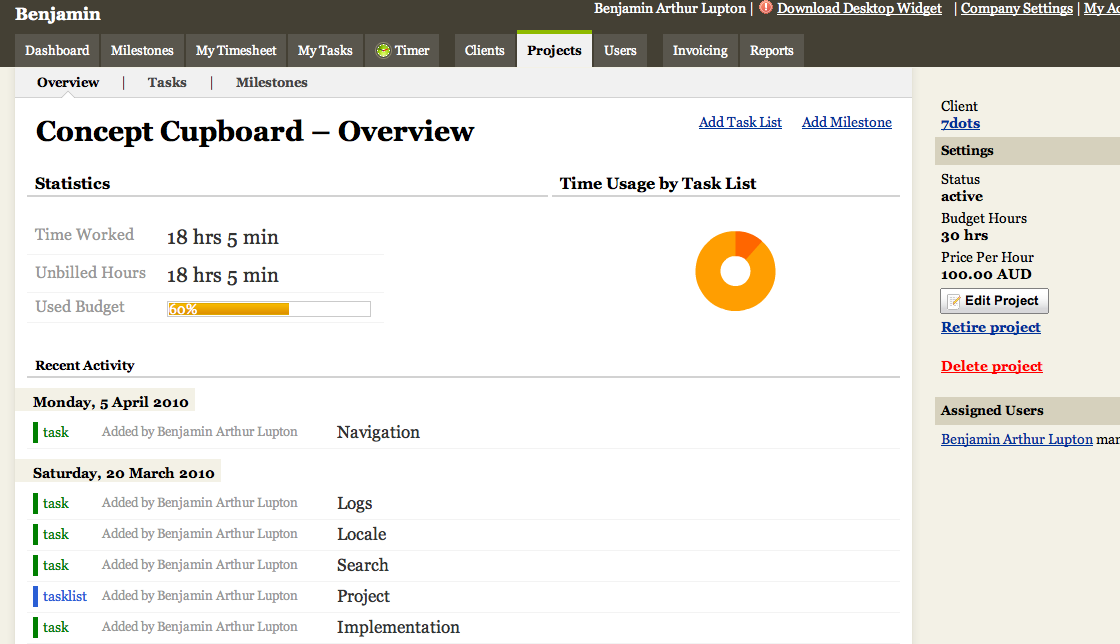 Benjamin
Benjamin Arthur Lupton | Download Desktop Widget | Company Settings | My
Dashboard Milestones My Timesheet My Tasks Timer Clients Projects Users Invoicing Reports
Overview | Tasks | Milestones
Concept Cupboard – Overview
Add Task List Add Milestone
Statistics
Time Worked 18 hrs 5 min
Unbilled Hours 18 hrs 5 min
Used Budget 60%
Time Usage by Task List
Recent Activity
Monday, 5 April 2010
task Added by Benjamin Arthur Lupton Navigation
Saturday, 20 March 2010
task Added by Benjamin Arthur Lupton Logs
task Added by Benjamin Arthur Lupton Locale
task Added by Benjamin Arthur Lupton Search
tasklist Added by Benjamin Arthur Lupton Project
task Added by Benjamin Arthur Lupton Implementation
Client
7dots
Settings
Status
active
Budget Hours
30 hrs
Price Per Hour
100.00 AUD
Edit Project
Retire project
Delete project
Assigned Users
Benjamin Arthur Lupton